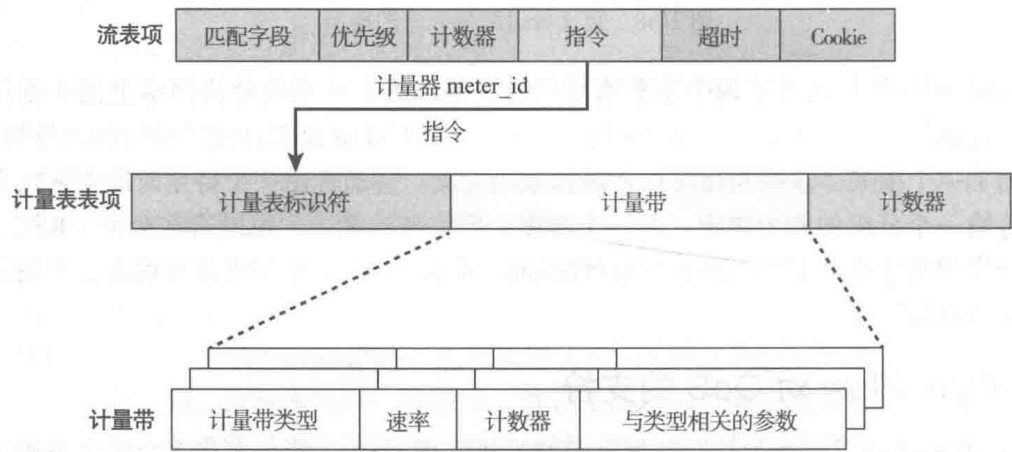 流表项 匹配字段 优先级 计数器 指令 超时 Cookie
计量器 meter_id
指令
计量表表项 计量表标识符 计量带 计数器
计量带 计量带类型 速率 计数器 与类型相关的参数